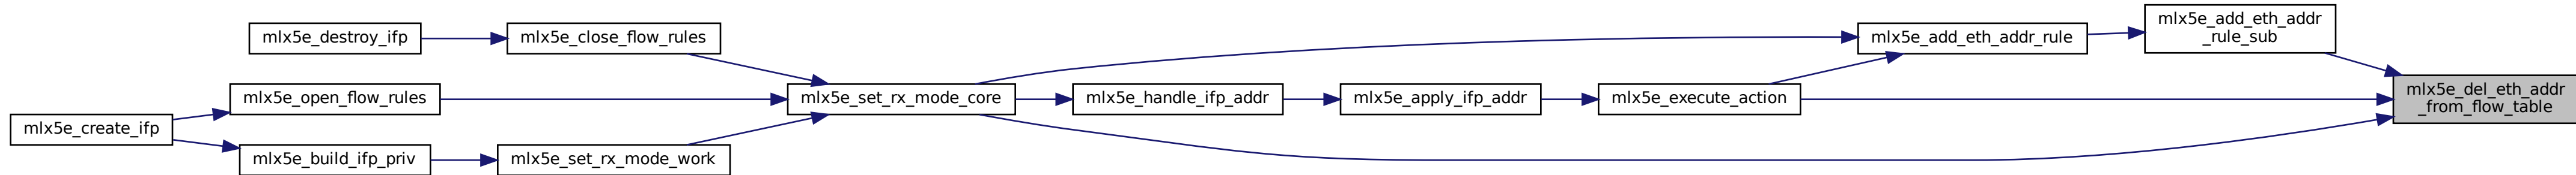 mlx5e_destroy_ifp
mlx5e_close_flow_rules
mlx5e_add_eth_addr_rule
mlx5e_add_eth_addr
_rule_sub
mlx5e_create_ifp
mlx5e_open_flow_rules
mlx5e_set_rx_mode_core
mlx5e_handle_ifp_addr
mlx5e_apply_ifp_addr
mlx5e_execute_action
mlx5e_del_eth_addr
_from_flow_table
mlx5e_build_ifp_priv
mlx5e_set_rx_mode_work